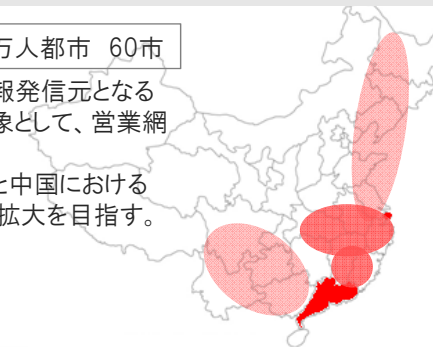 万人都市 60市
報発信元となる
象として、営業網
と中国における
拡大を目指す。